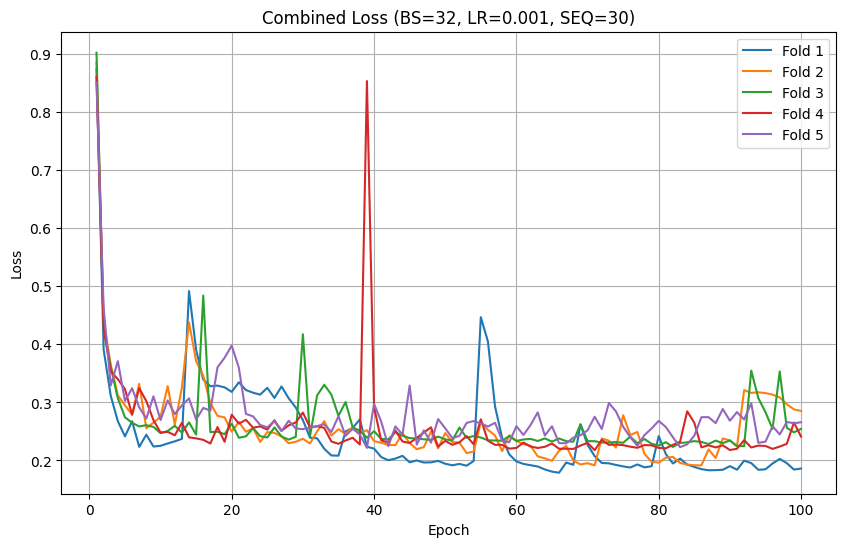 Combined Loss (BS=32, LR=0.001, SEQ=30)
Fold 1
Fold 2
Fold 3
Fold 4
Fold 5
Loss
0.9
0.8
0.7
0.6
0.5
0.4
0.3
0.2
0
20
40
60
80
100
Epoch